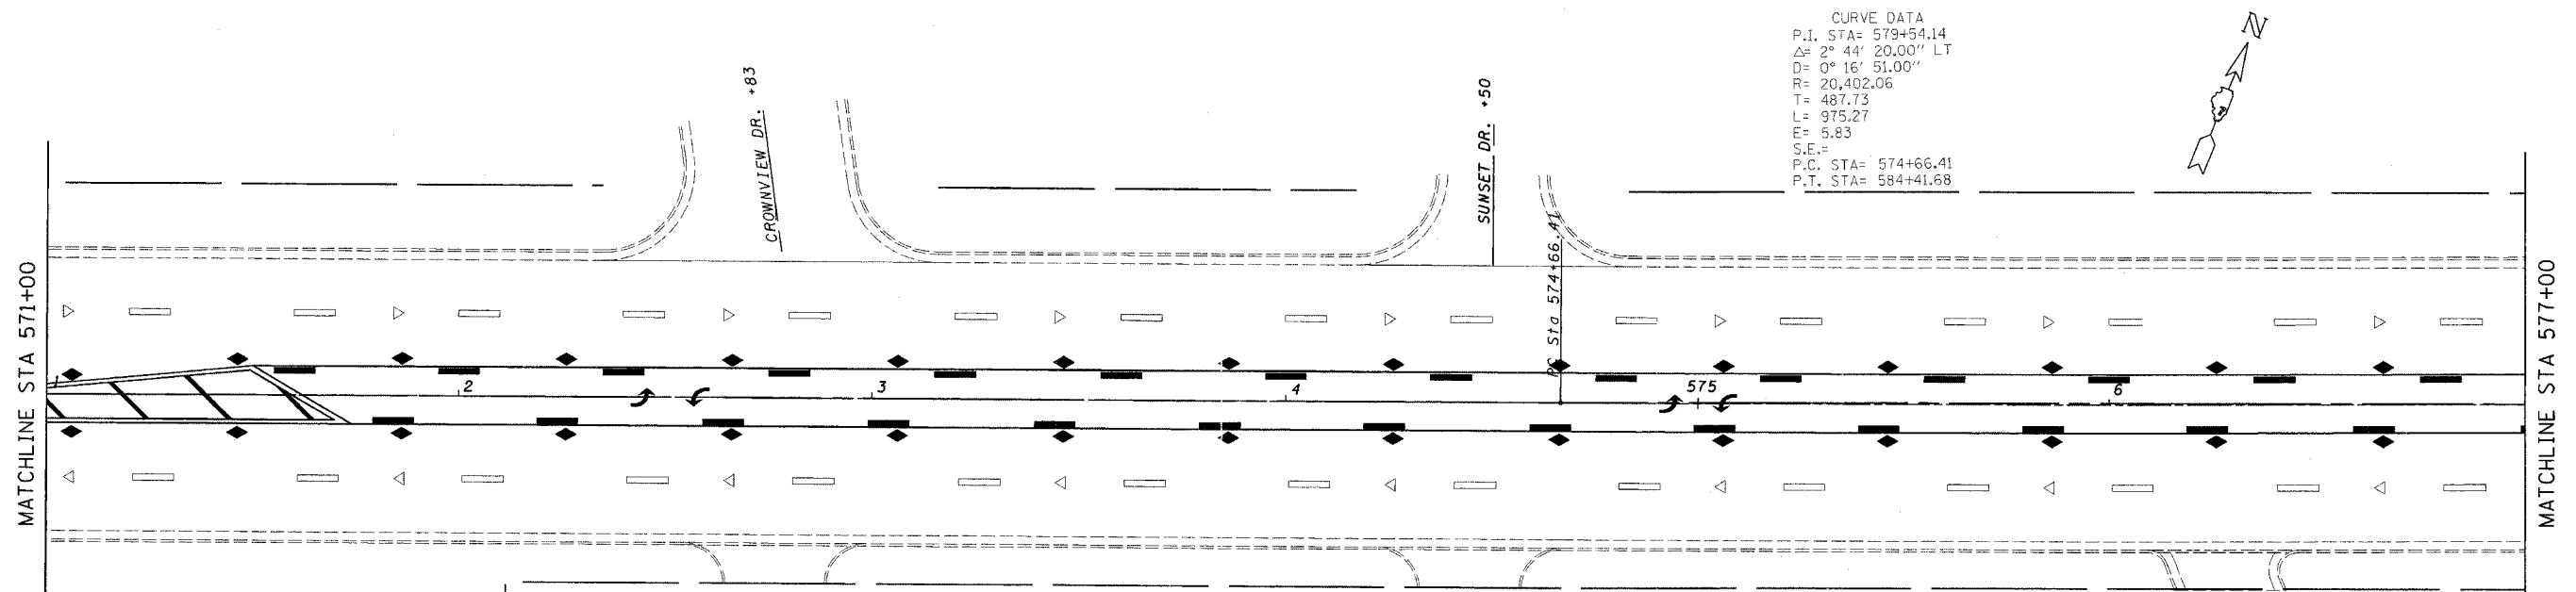 CURVE DATA
P.I. STA= 579+54.14
Δ= 2° 44' 20.00" LT
D= 0° 16' 51.00"
R= 20,402.06
T= 487.73
L= 975.27
E= 5.83
S.E.=
P.C. STA= 574+66.41
P.T. STA= 584+41.68
N
CROWNVIEW DR. +83
SUNSET DR. +50
PC Sta 574+66.41
MATCHLINE STA 571+00
1
2
3
4
575
6
MATCHLINE STA 577+00